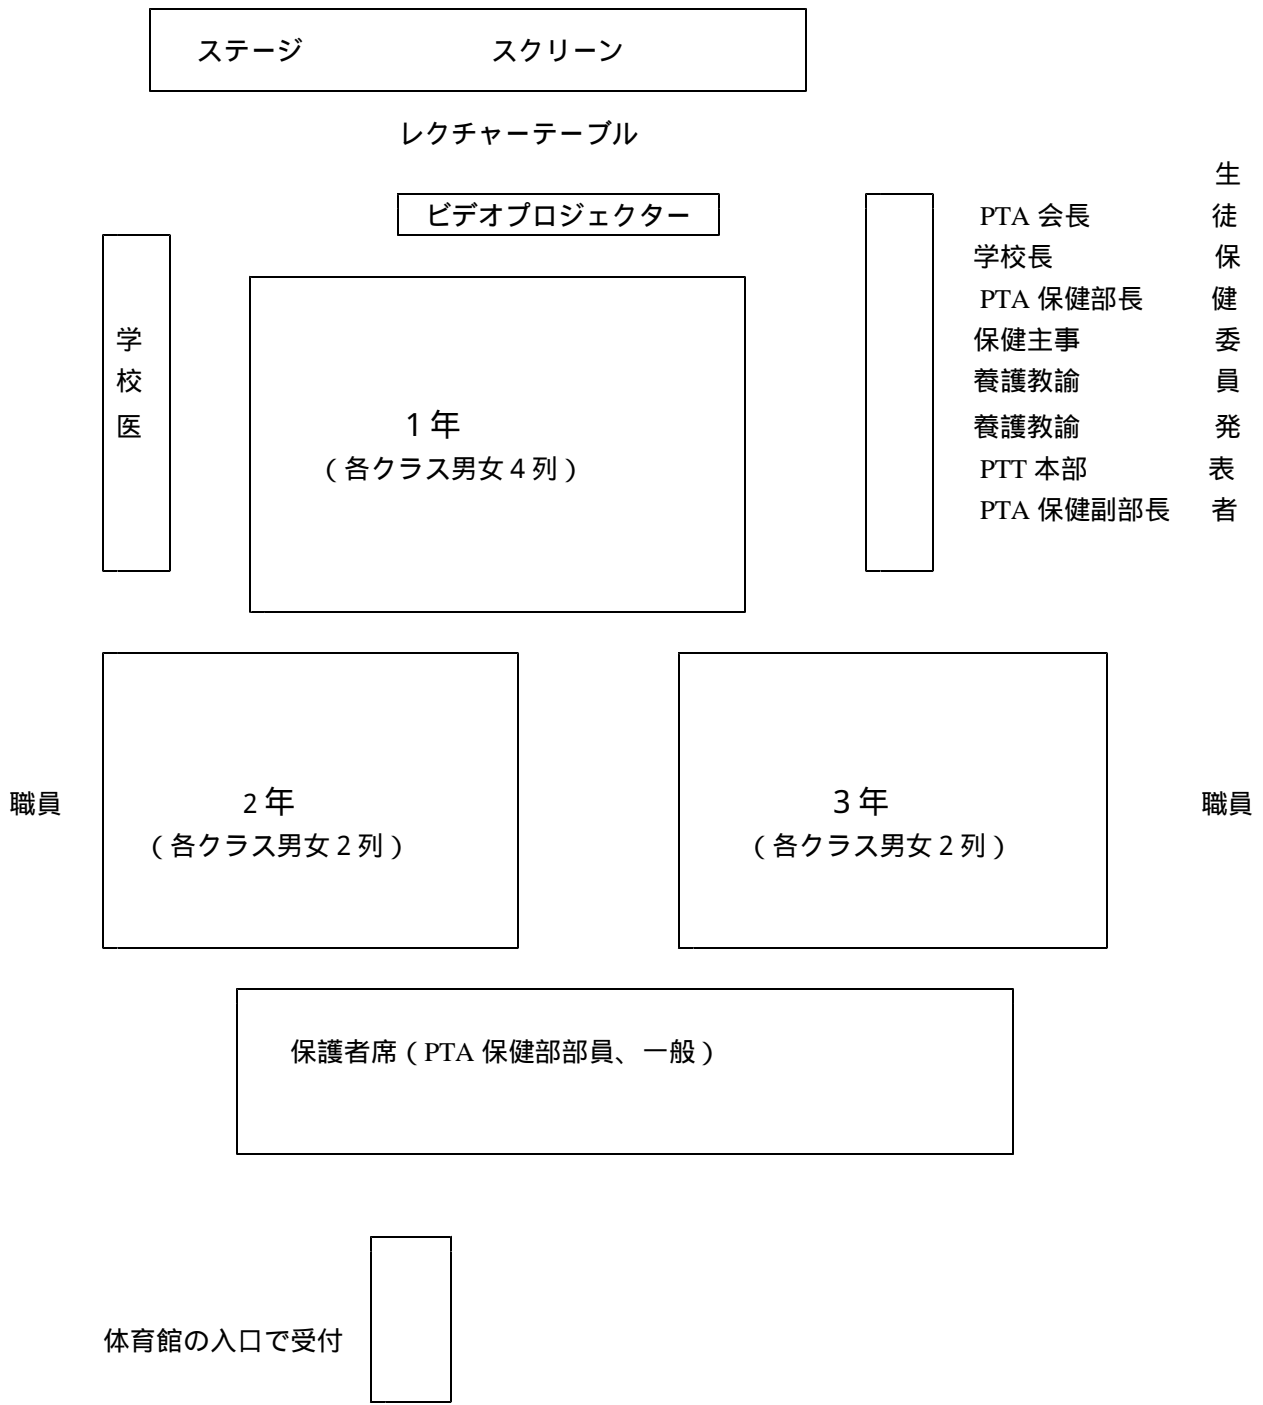 ステージ　スクリーン
レクチャーテーブル
ビデオプロジェクター
学校医
１年
（各クラス男女４列）
PTA 会長
学校長
PTA 保健部長
保健主事
養護教諭
養護教諭
PTT 本部
PTA 保健副部長
生徒保健委員発表者
職員
２年
（各クラス男女２列）
３年
（各クラス男女２列）
職員
保護者席（PTA 保健部部員、一般）
体育館の入口で受付